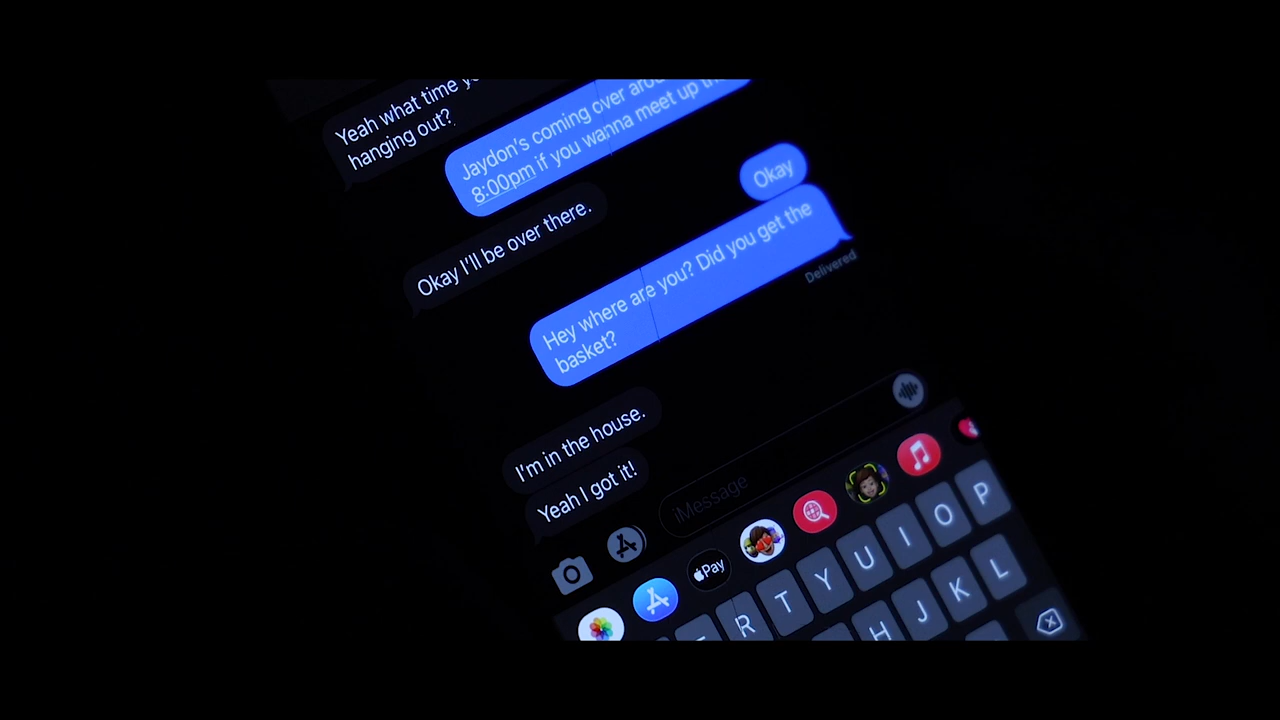 Yeah what time
hanging out?
Jaydon's coming over
8:00pm if you wanna meet up
Okay I'll be over there.
Okay
Hey where are you? Did you get the
basket?
Delivered
I'm in the house.
Yeah I got it!
iMessage
Pay
R T Y U I O P
H J K L